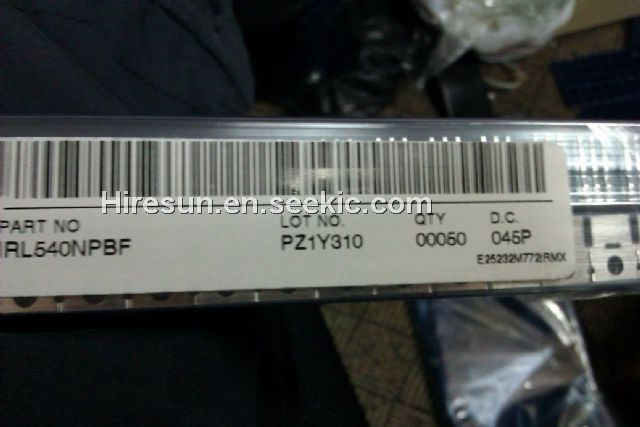 Hiresun.en.seekic.com
PART NO LOT NO. QTY D.C.
IRL540NPBF PZ1Y310 00050 045P
E25232M772IRMX